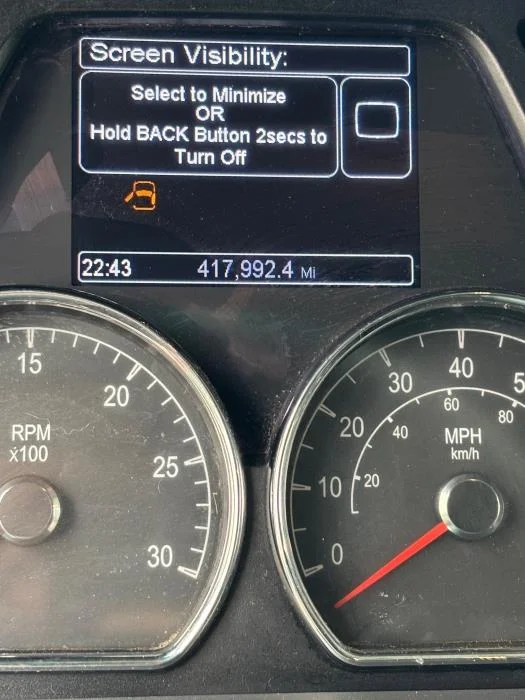 Screen Visibility:
Select to Minimize
OR
Hold BACK Button 2secs to
Turn Off
22:43 417,992.4 Mi
15
20
25
30
RPM
x100
0
10
20
30
40
20
40
60
80
MPH
km/h